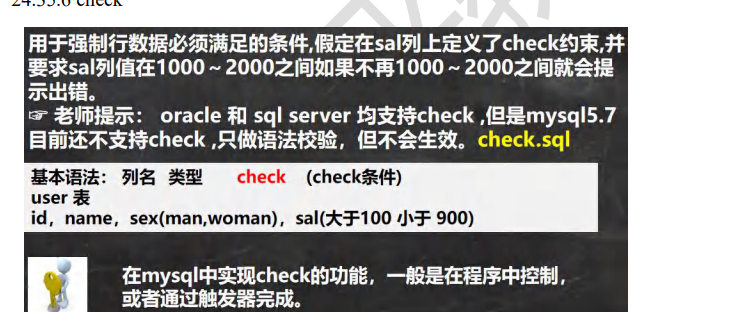 24.35.6 check
用于强制行数据必须满足的条件,假定在sal列上定义了check约束,并
要求sal列值在1000～2000之间如果不再1000～2000之间就会提
示出错。
☞ 老师提示： oracle 和 sql server 均支持check ,但是mysql5.7
目前还不支持check ,只做语法校验，但不会生效。check.sql
基本语法： 列名 类型 check (check条件)
user 表
id，name，sex(man,woman)，sal(大于100 小于 900)
在mysql中实现check的功能，一般是在程序中控制，
或者通过触发器完成。